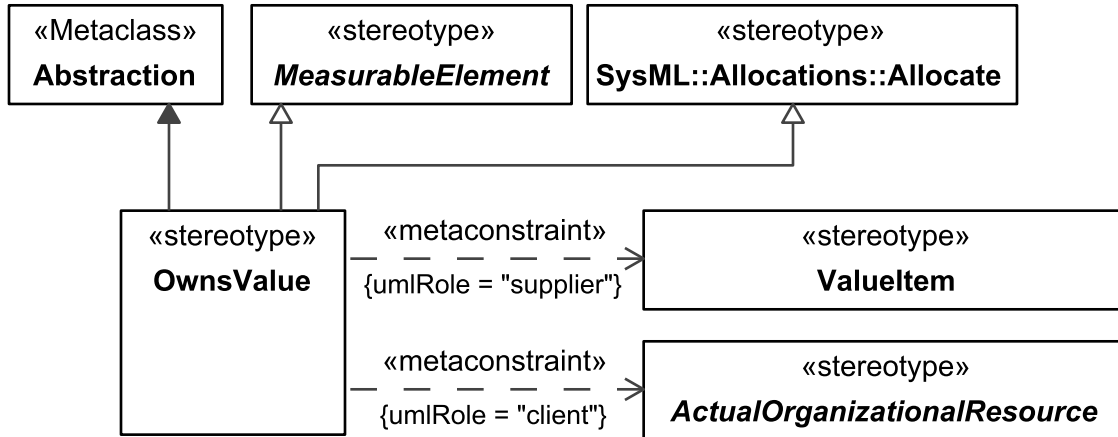 «Metaclass»
Abstraction
«stereotype»
MeasurableElement
«stereotype»
SysML::Allocations::Allocate
«stereotype»
OwnsValue
«metaconstraint»
{umlRole = "supplier"}
«stereotype»
ValueItem
«metaconstraint»
{umlRole = "client"}
«stereotype»
ActualOrganizationalResource